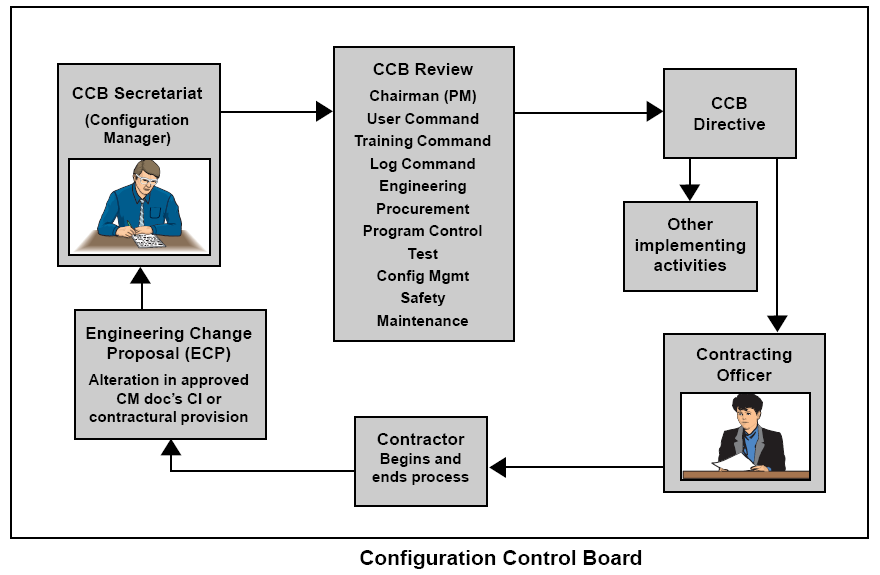 CCB Secretariat
(Configuration
Manager)
CCB Review
Chairman (PM)
User Command
Training Command
Log Command
Engineering
Procurement
Program Control
Test
Config Mgmt
Safety
Maintenance
CCB
Directive
Other
implementing
activities
Engineering Change
Proposal (ECP)
Alteration in approved
CM doc's CI or
contractural provision
Contracting
Officer
Contractor
Begins and
ends process
Configuration Control Board